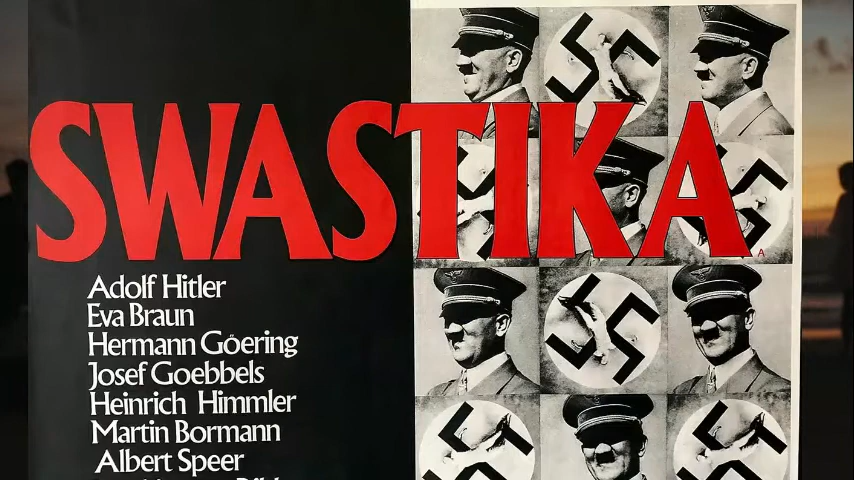 SWASTIKA
A
Adolf Hitler
Eva Braun
Hermann Göering
Josef Goebbels
Heinrich Himmler
Martin Bormann
Albert Speer